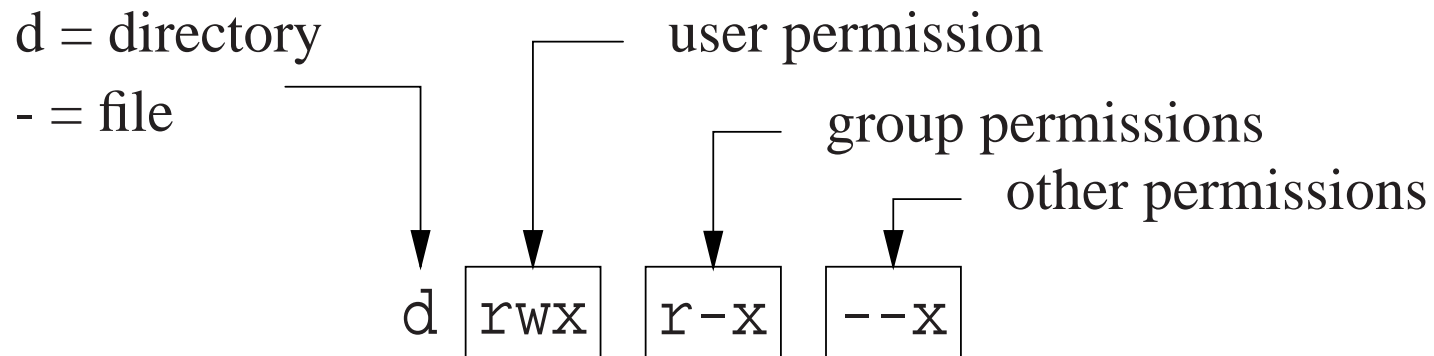 d = directory
user permission
- = file
group permissions
other permissions
d rwx r-x --x